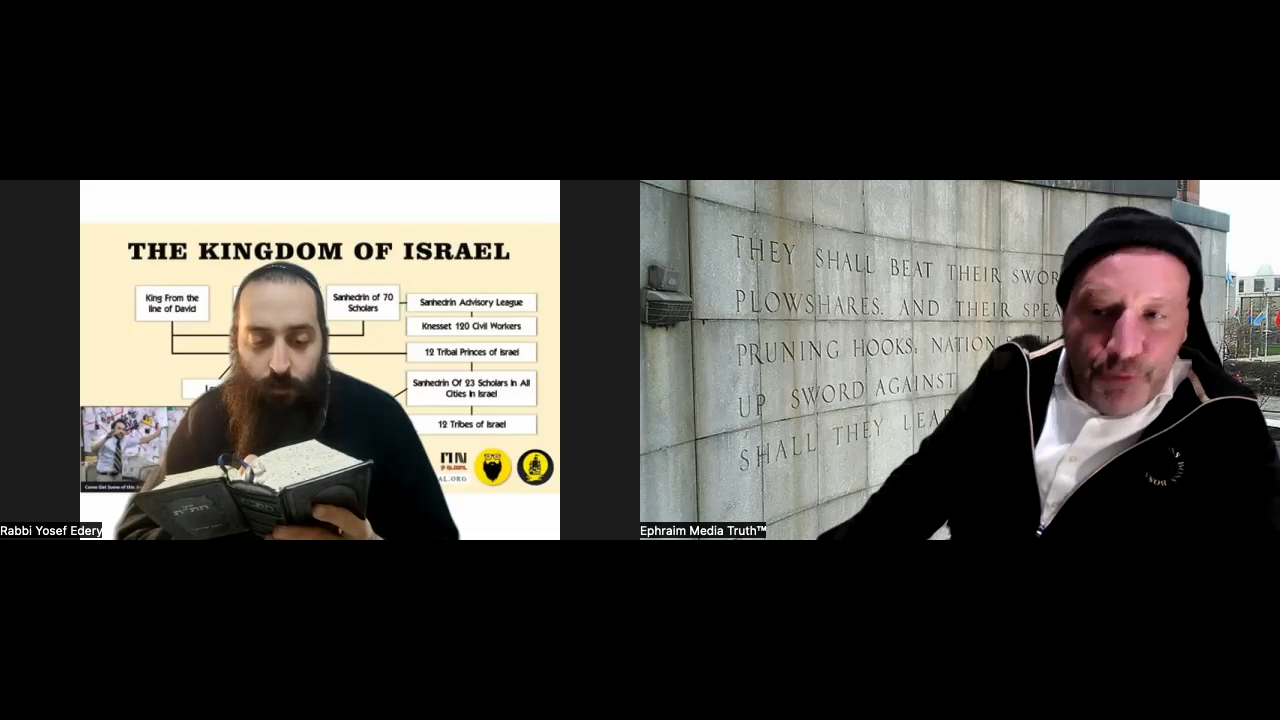 THE KINGDOM OF ISRAEL
King From the
line of David
Sanhedrin of 70
Scholars
Sanhedrin Advisory League
Knesset 120 Civil Workers
12 Tribal Princes of Israel
Sanhedrin Of 23 Scholars In All
Cities In Israel
12 Tribes of Israel
AL.ORG
Rabbi Yosef Edery
THEY SHALL BEAT THEIR SWOR
PLOWSHARES. AND THEIR SPEA
PRUNING HOOKS. NATION
UP SWORD AGAINST
SHALL THEY LEA
BOSS
Ephraim Media Truth™